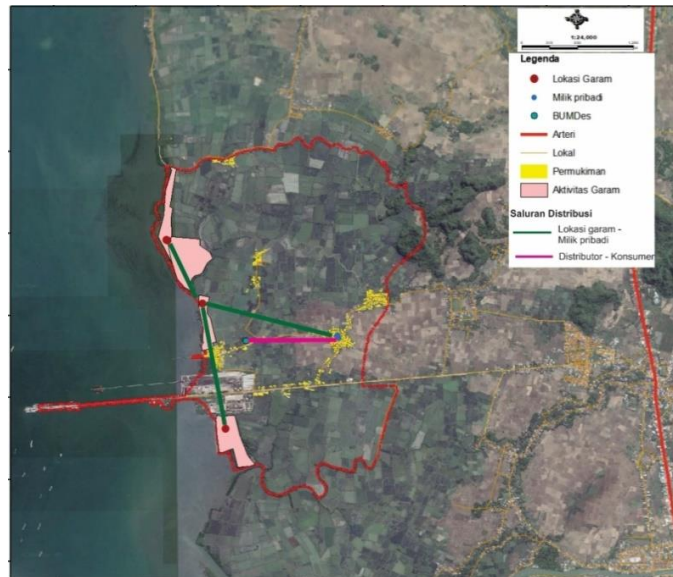 1:24,000
Legenda
Lokasi Garam
Milik pribadi
BUMDes
Arteri
Lokal
Permukiman
Aktivitas Garam
Saluran Distribusi
Lokasi garam -
Milik pribadi
Distributor - Konsumer